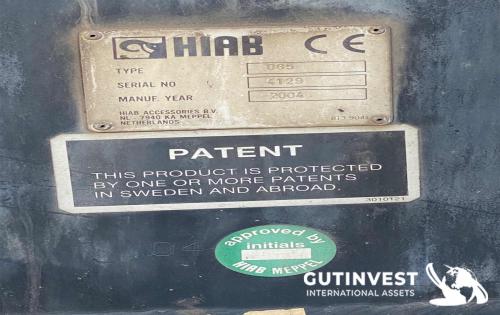 HIAB CE
TYPE 065
SERIAL NO 4129
MANUF. YEAR 2004
HIAB ACCESSORIES B.V.
NL - 7940 KA MEPPEL
NETHERLANDS
PATENT
THIS PRODUCT IS PROTECTED
BY ONE OR MORE PATENTS
IN SWEDEN AND ABROAD.
3010121
approved by
initials
HIAB MEPPEL
GUTINVEST
INTERNATIONAL ASSETS